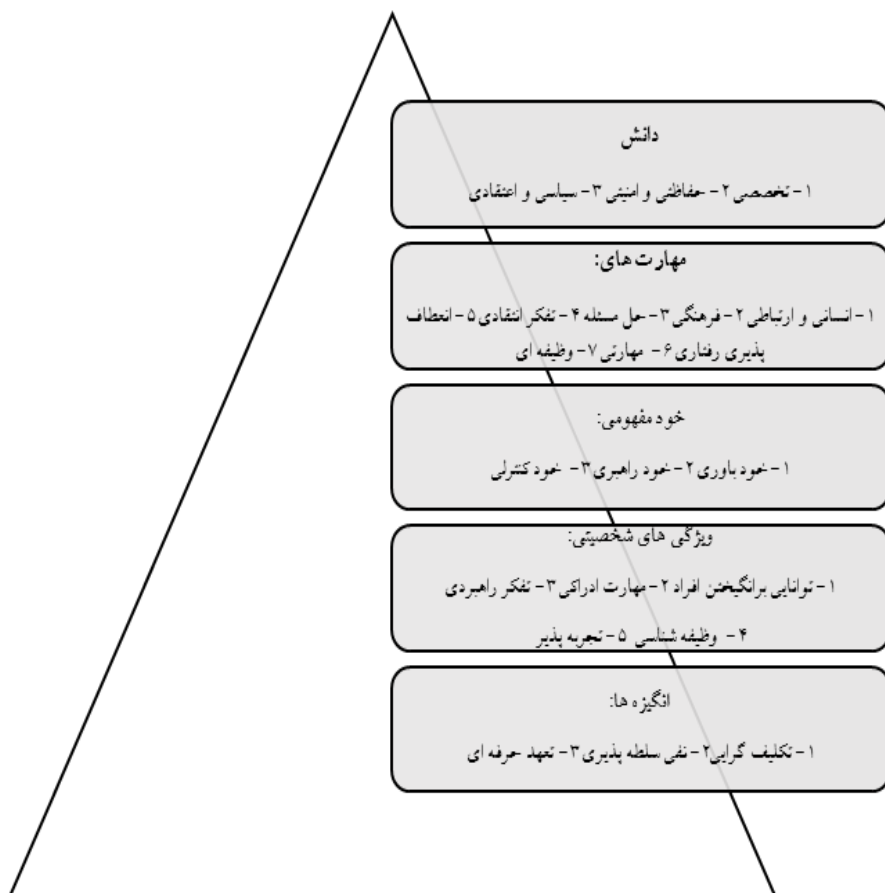 دانش
۱- تخصصی ۲- حفاظتی و امنیتی ۳- سیاسی و اعتقادی
مهارت های:
۱- انسانی و ارتباطی ۲- فرهنگی ۳- حل مسئله ۴- تفکر انتقادی ۵- انعطاف
پذیری رفتاری ۶- مهارتی ۷- وظیفه ای
خود مفهومی:
۱- خود باوری ۲- خود راهبری ۳- خود کنترلی
ویژگی های شخصیتی:
۱- توانایی برانگیختن افراد ۲- مهارت ادراکی ۳- تفکر راهبردی
۴- وظیفه شناسی ۵- تجربه پذیر
انگیزه ها:
۱- تکلیف گرایی ۲- نفی سلطه پذیری ۳- تعهد حرفه ای